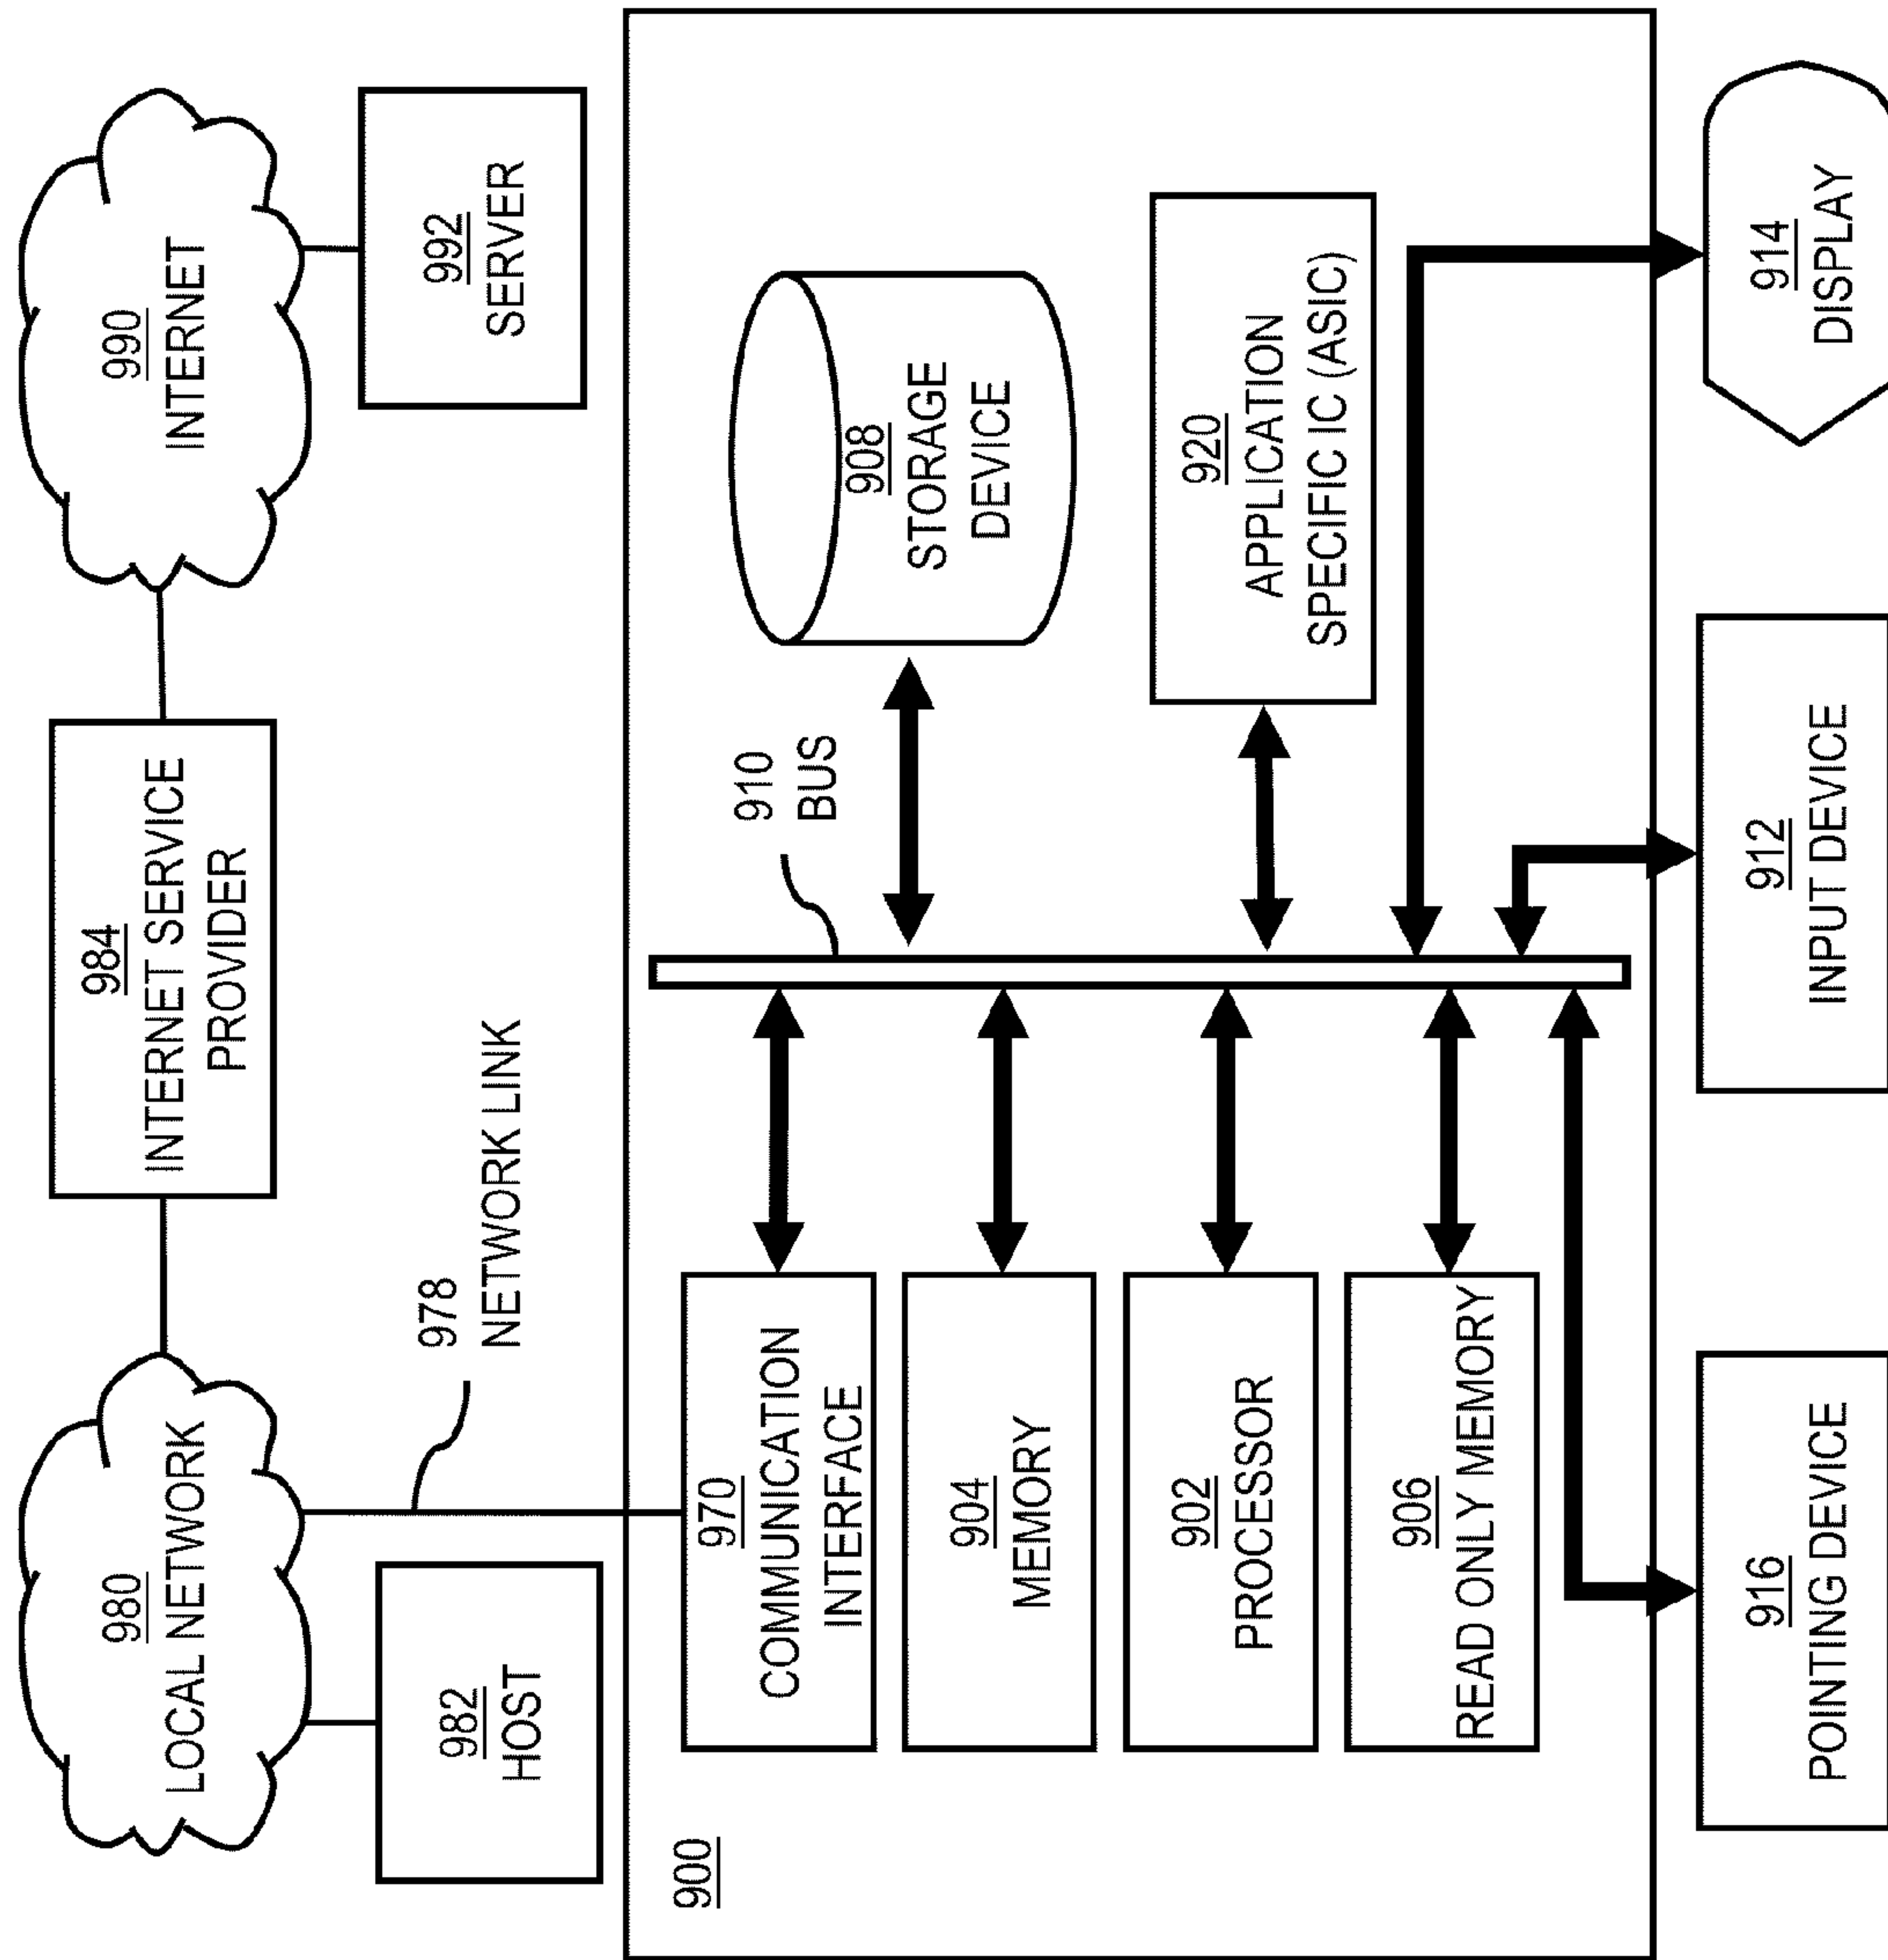 980
LOCAL NETWORK
984
INTERNET SERVICE
PROVIDER
990
INTERNET
982
HOST
978
NETWORK LINK
992
SERVER
900
970
COMMUNICATION
INTERFACE
910
BUS
908
STORAGE
DEVICE
904
MEMORY
902
PROCESSOR
920
APPLICATION
SPECIFIC IC (ASIC)
906
READ ONLY MEMORY
916
POINTING DEVICE
912
INPUT DEVICE
914
DISPLAY